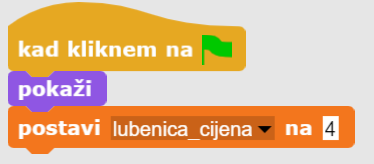 kad kliknem na
pokaži
postavi lubenica_cijena na 4